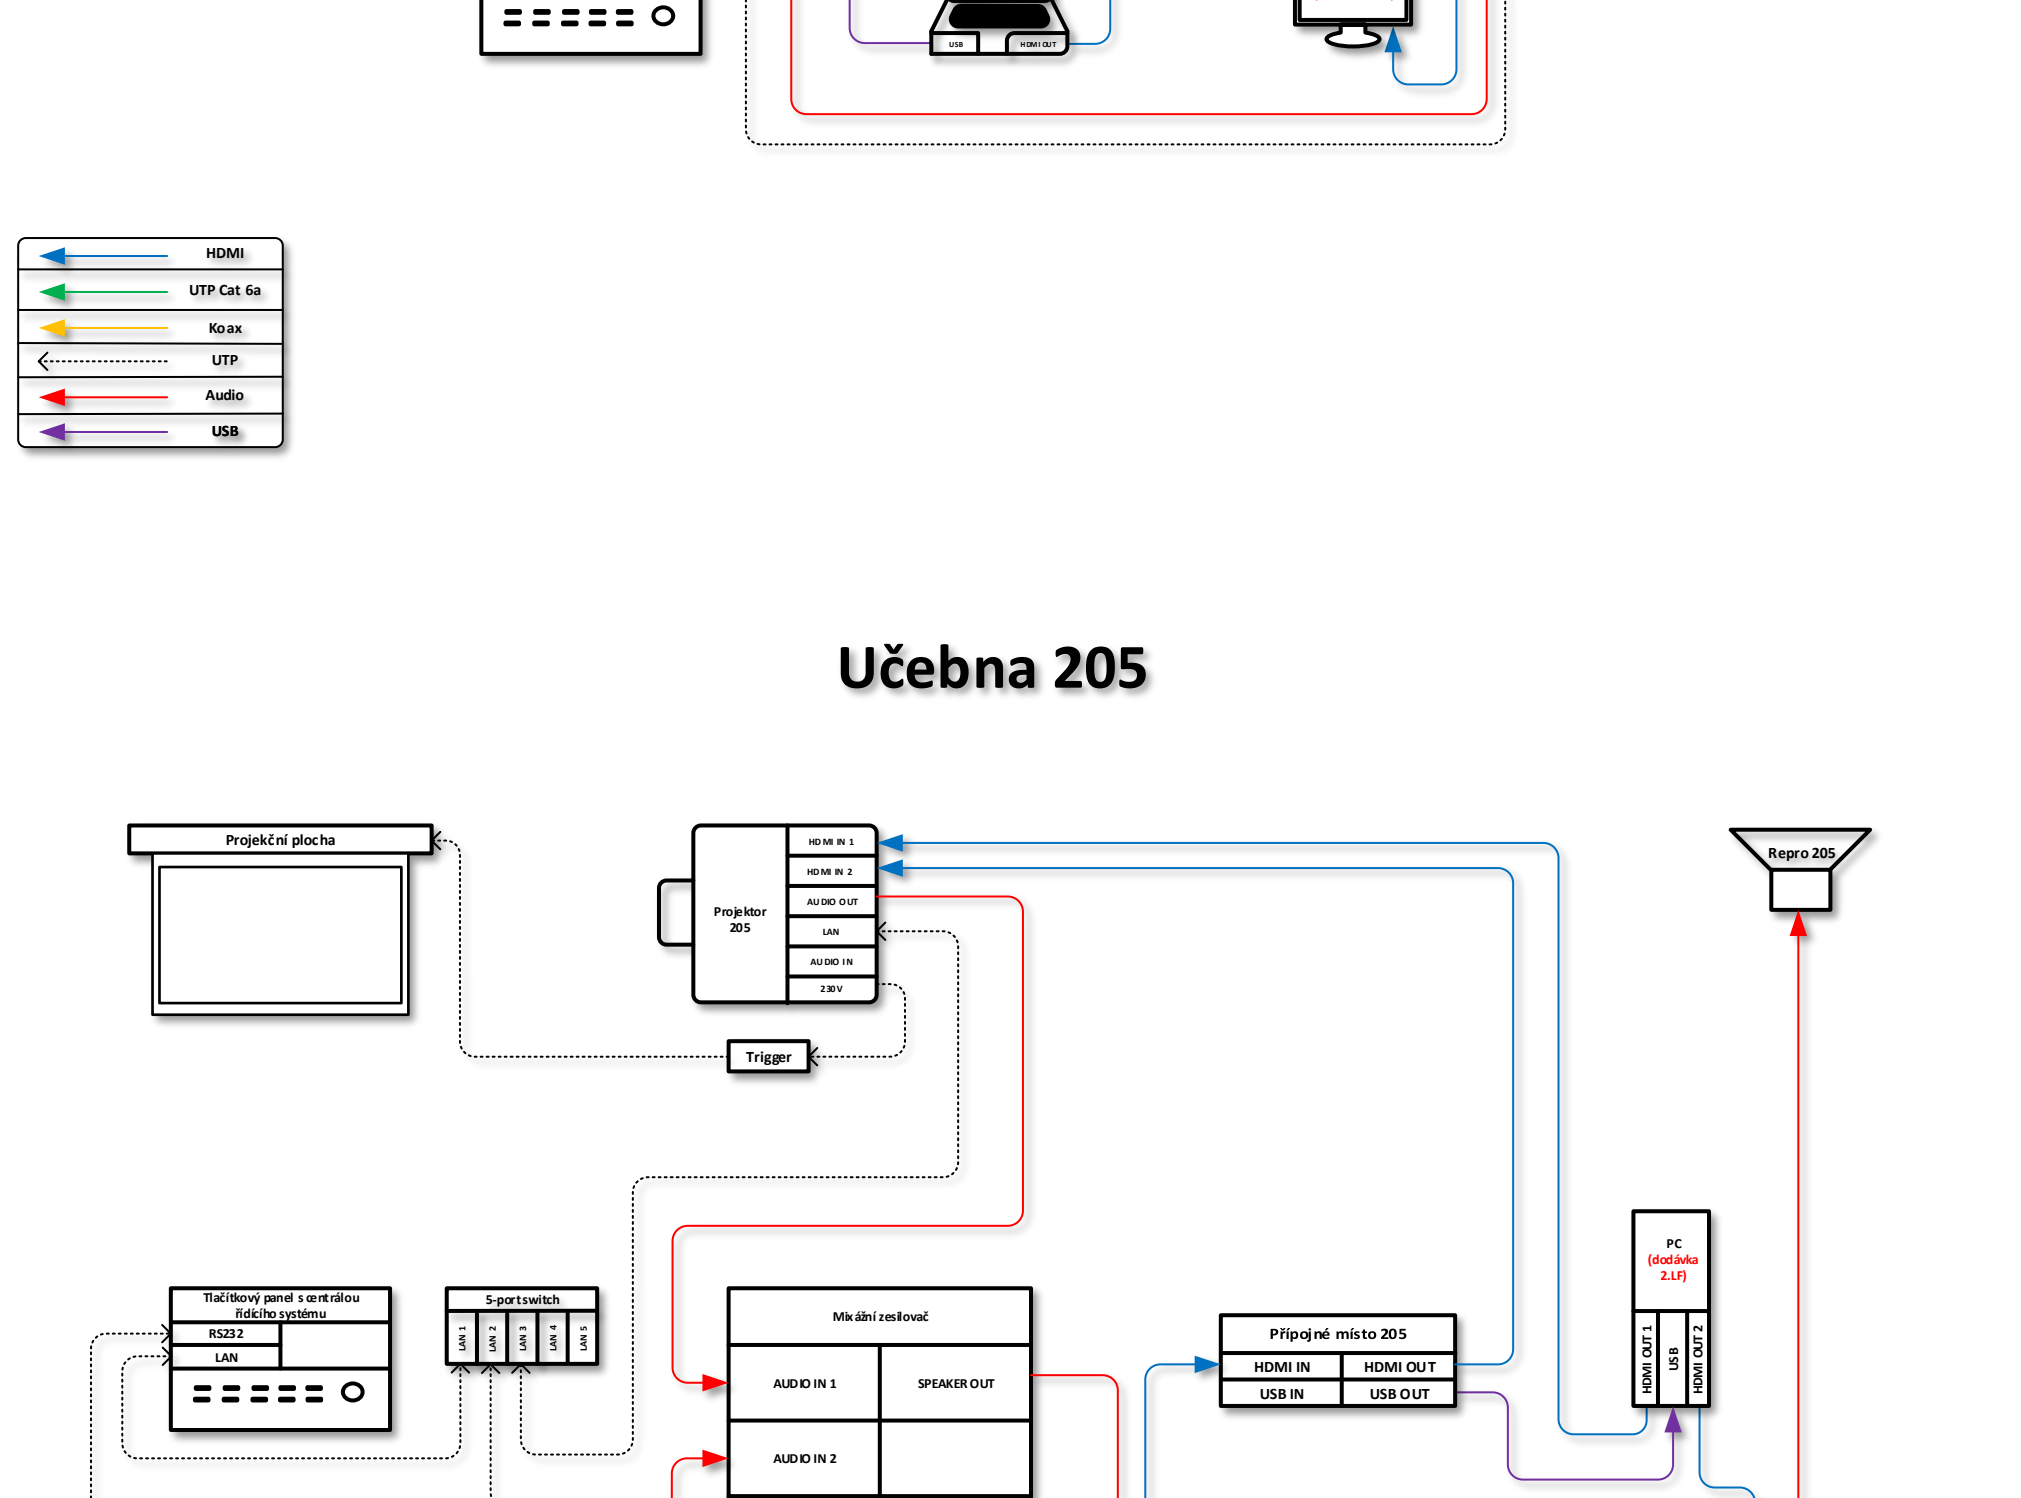 USB
HDMI OUT
HDMI
UTP Cat 6a
Koax
UTP
Audio
USB
Učebna 205
Projekční plocha
Projektor
205
HDMI IN 1
HDMI IN 2
AUDIO OUT
LAN
AUDIO IN
230V
Repro 205
Trigger
PC
(dodávka
2.LF)
HDMI OUT 1
USB
HDMI OUT 2
Tlačítkový panel s centrálou
řídícího systému
RS232
LAN
5-port switch
LAN 1
LAN 2
LAN 3
LAN 4
LAN 5
Mixážní zesilovač
AUDIO IN 1
SPEAKER OUT
AUDIO IN 2
Přípojné místo 205
HDMI IN
HDMI OUT
USB IN
USB OUT